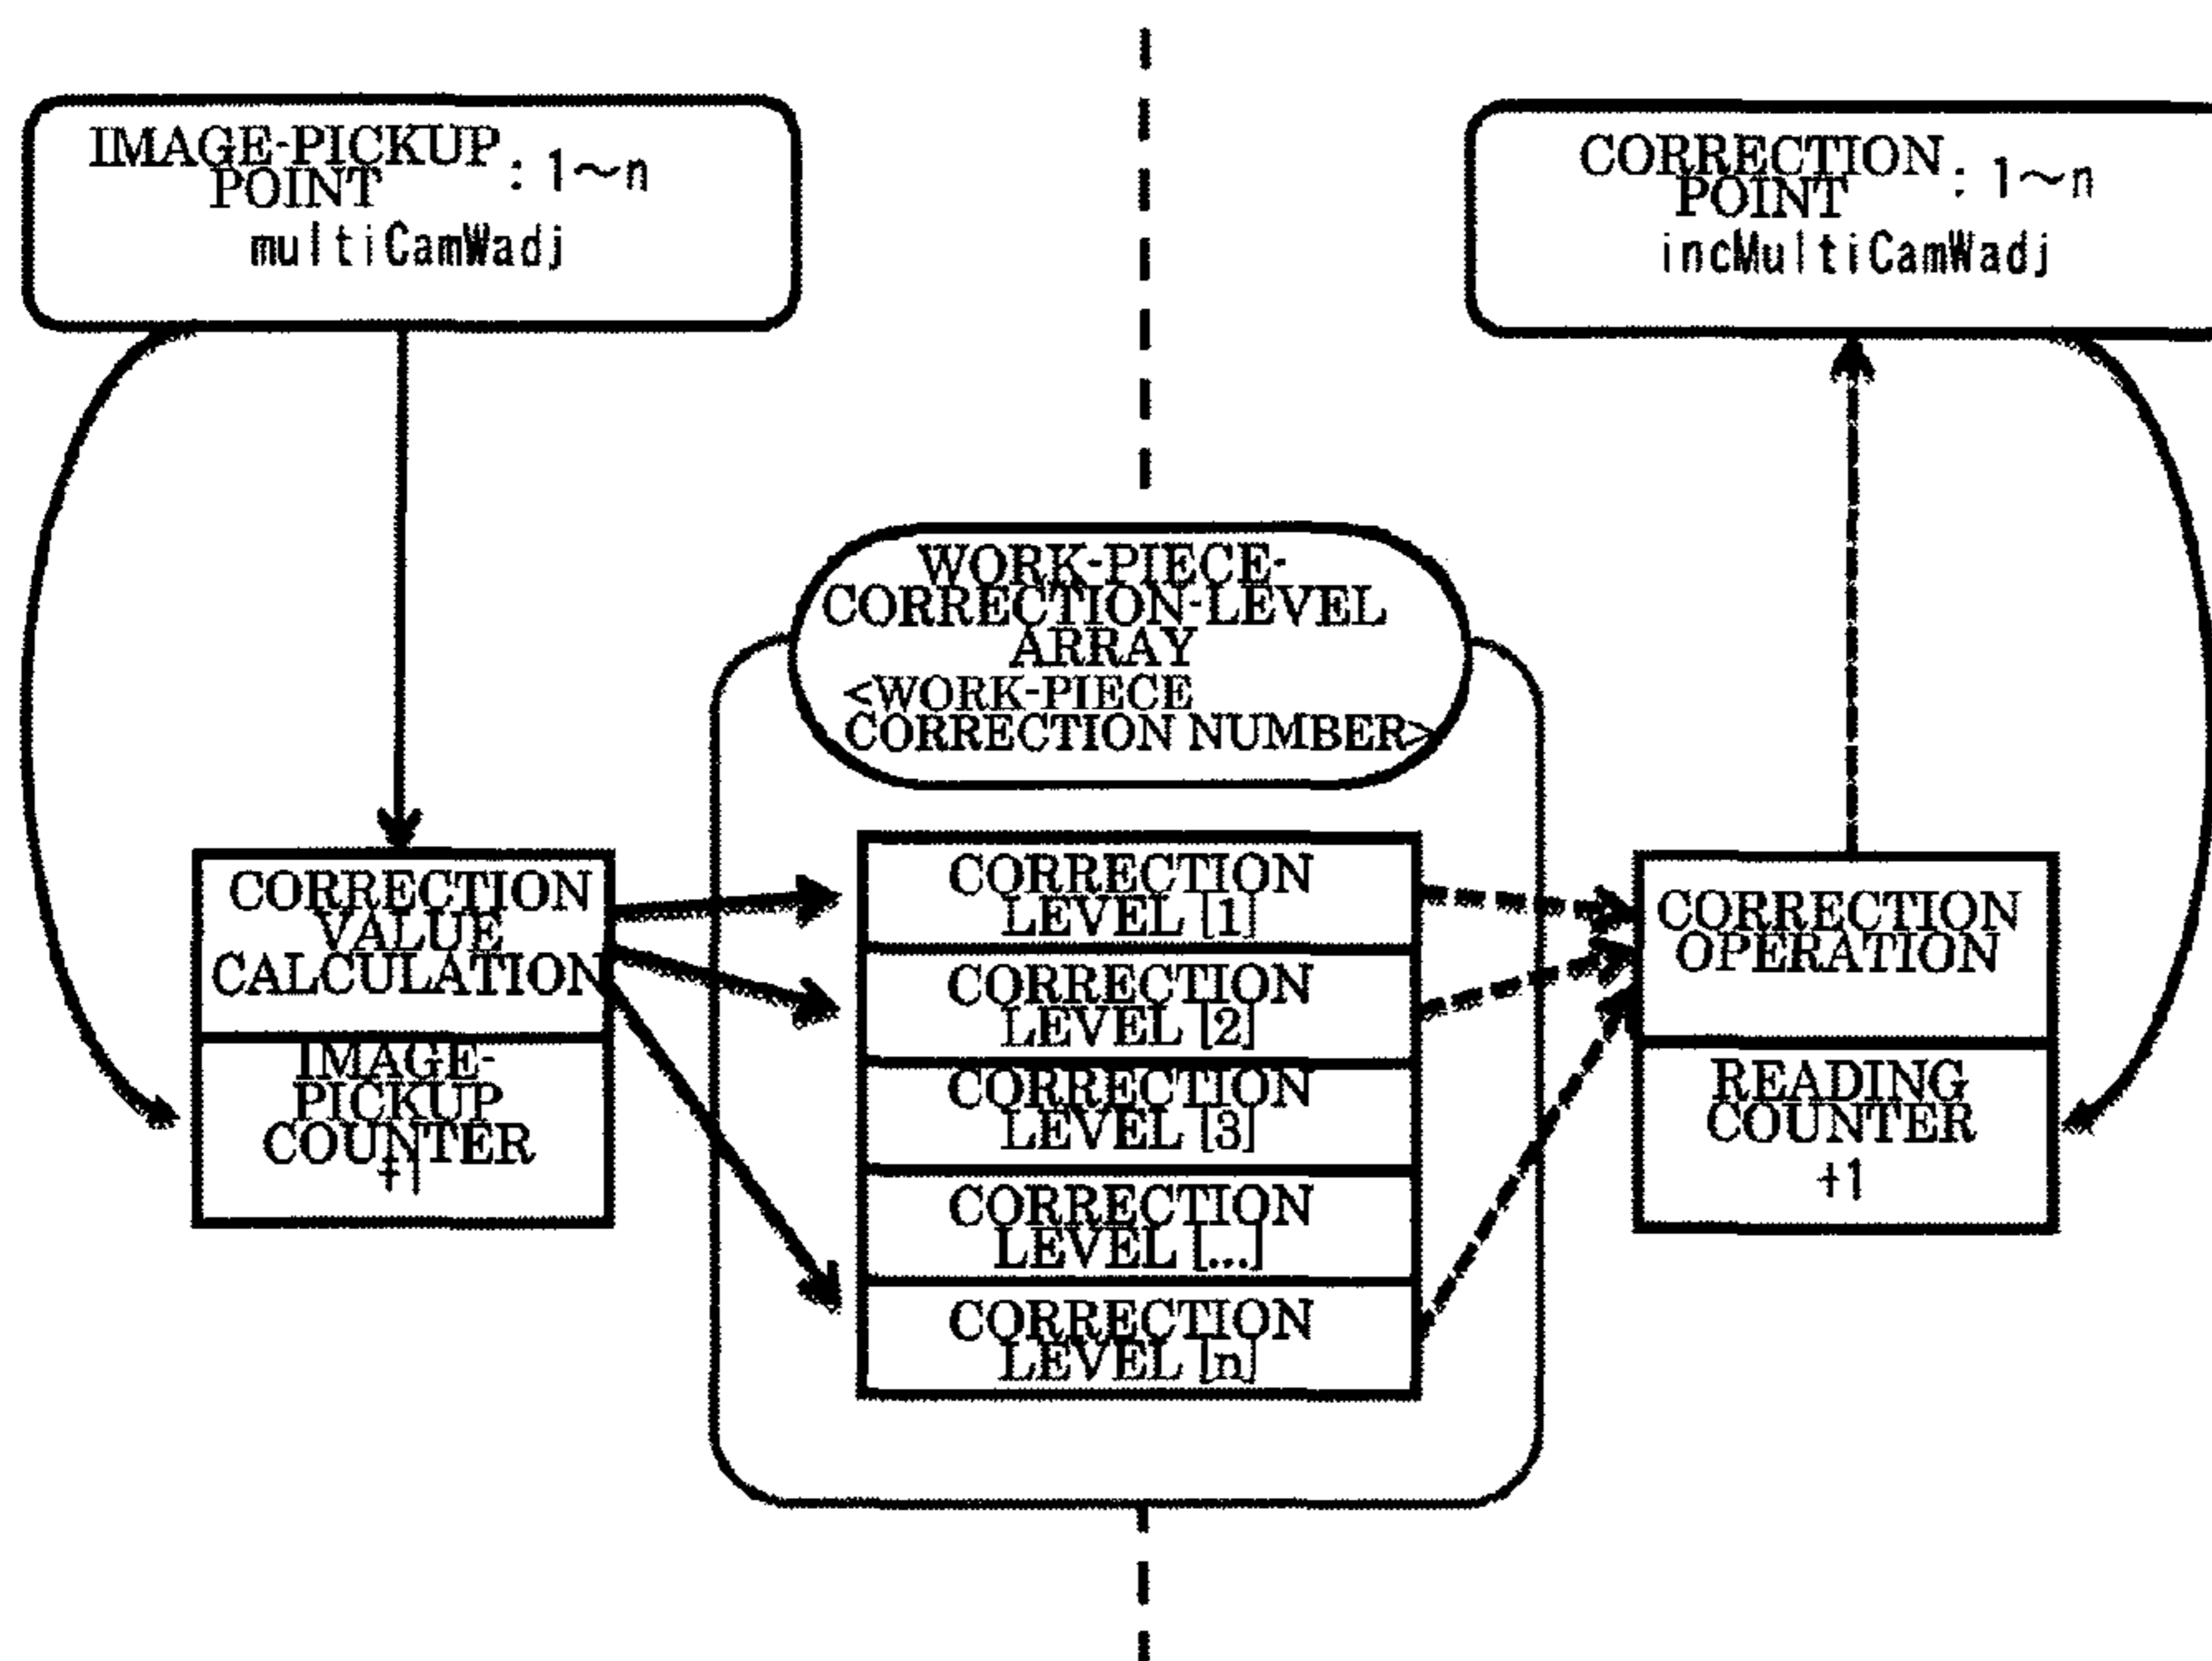 IMAGE-PICKUP
POINT : 1~n
multiCamWadj
CORRECTION
POINT : 1~n
incMultiCamWadj
WORK-PIECE-
CORRECTION-LEVEL
ARRAY
<WORK-PIECE
CORRECTION NUMBER>
CORRECTION
VALUE
CALCULATION
IMAGE-
PICKUP
COUNTER
+1
CORRECTION
LEVEL [1]
CORRECTION
LEVEL [2]
CORRECTION
LEVEL [3]
CORRECTION
LEVEL [...]
CORRECTION
LEVEL [n]
CORRECTION
OPERATION
READING
COUNTER
+1